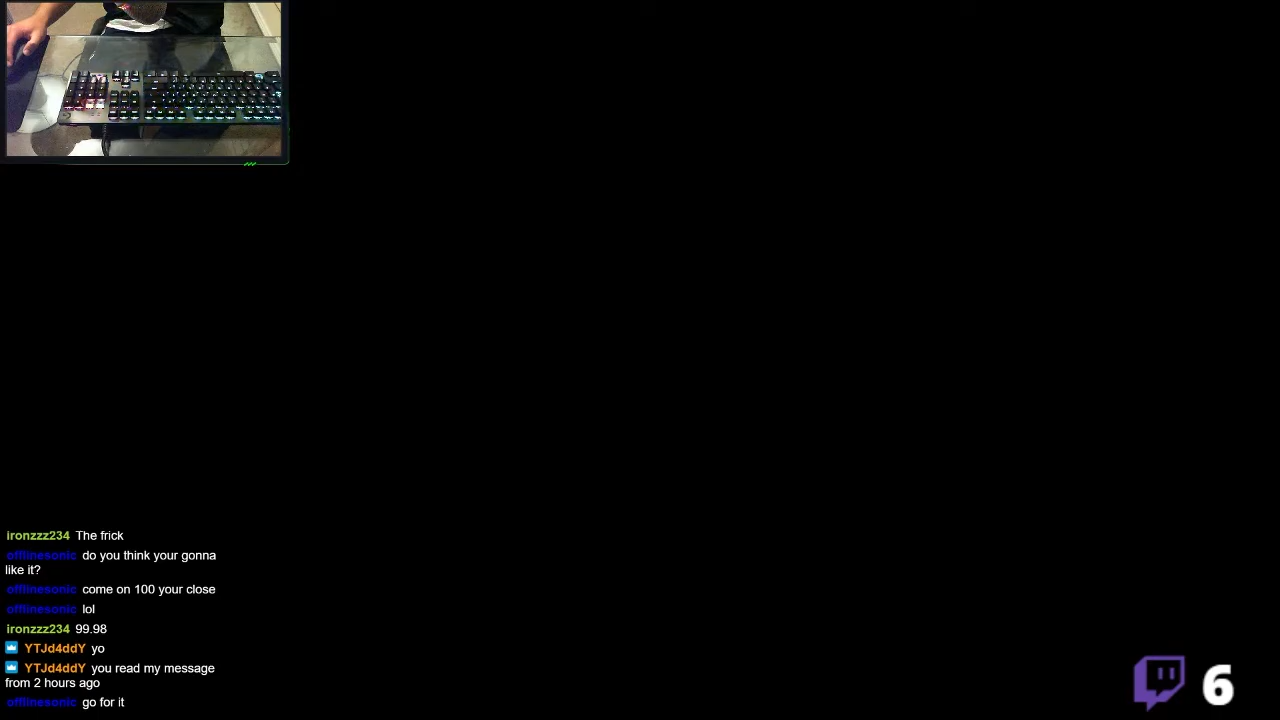 ironzzz234 The frick
offlinesonic do you think your gonna
like it?
offlinesonic come on 100 your close
offlinesonic lol
ironzzz234 99.98
YTJd4ddY yo
YTJd4ddY you read my message
from 2 hours ago
offlinesonic go for it
6